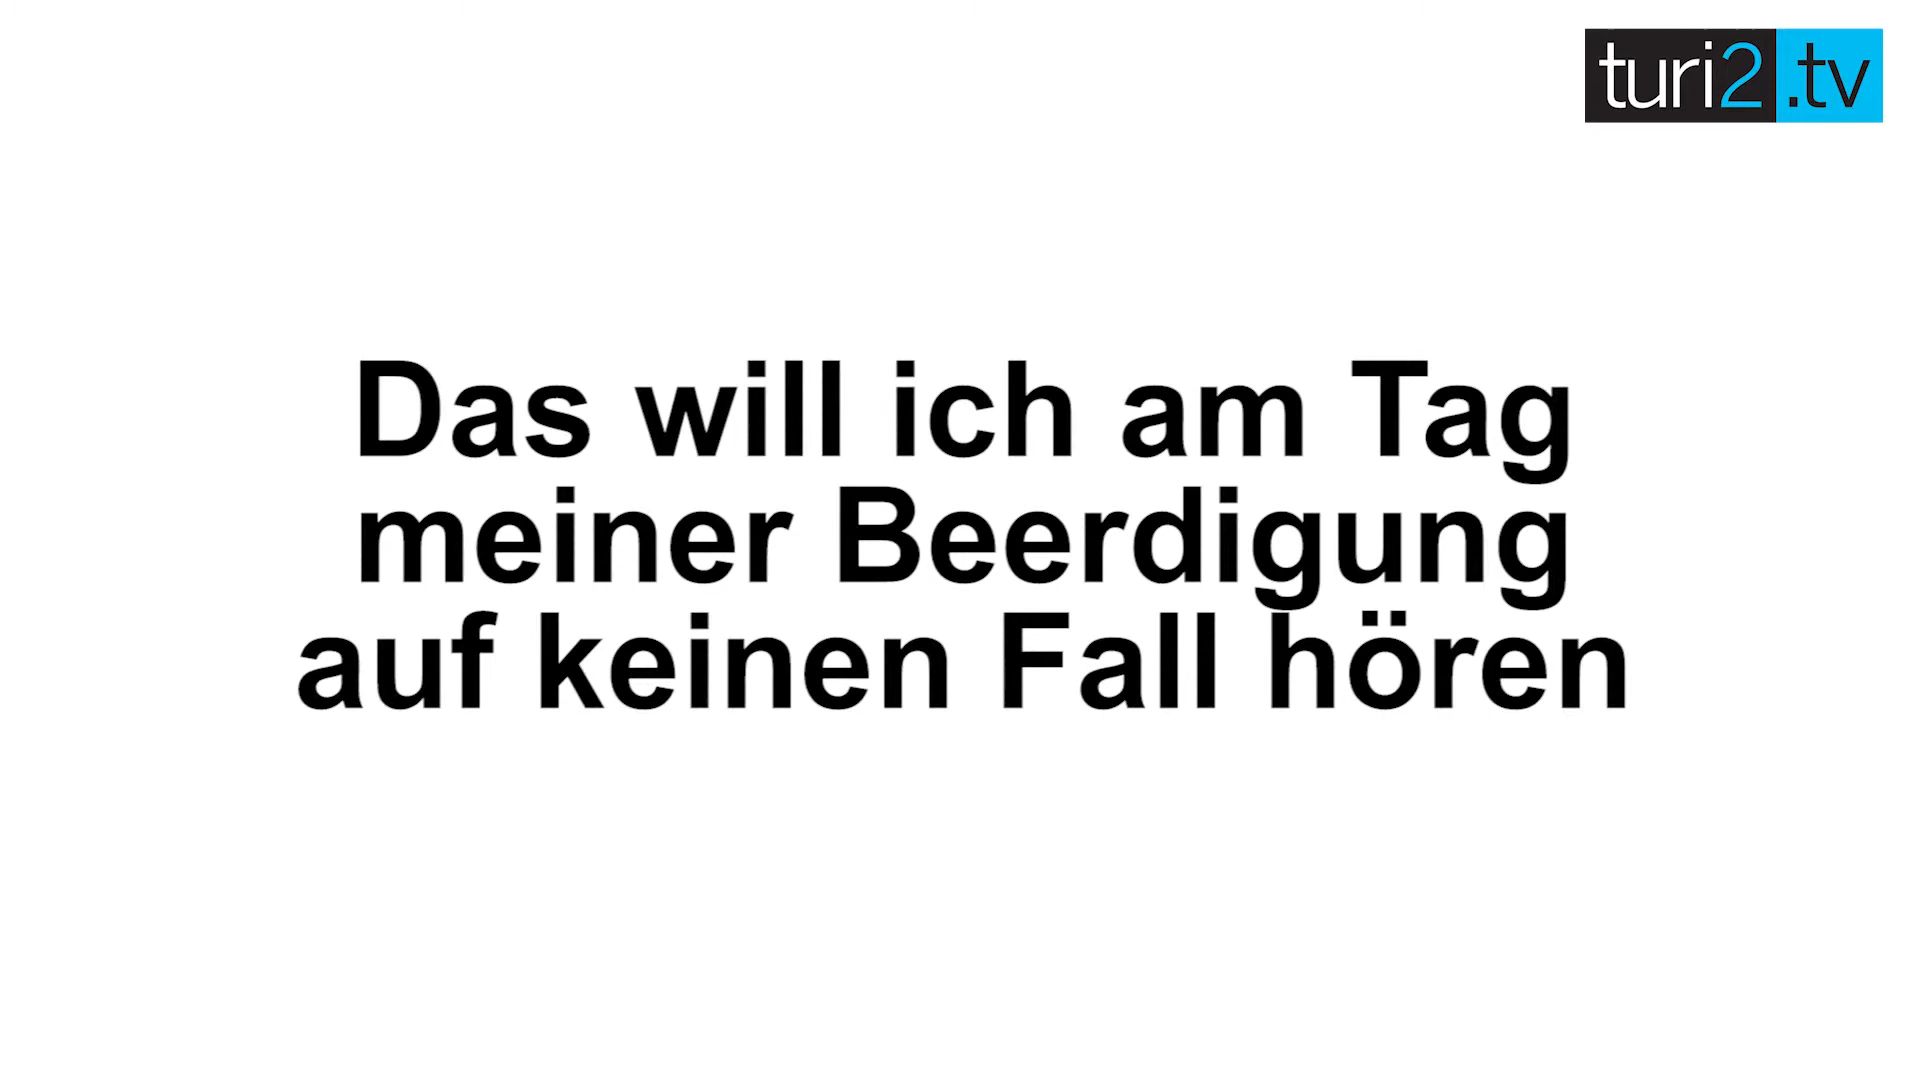 turi2.tv
Das will ich am Tag
meiner Beerdigung
auf keinen Fall hören